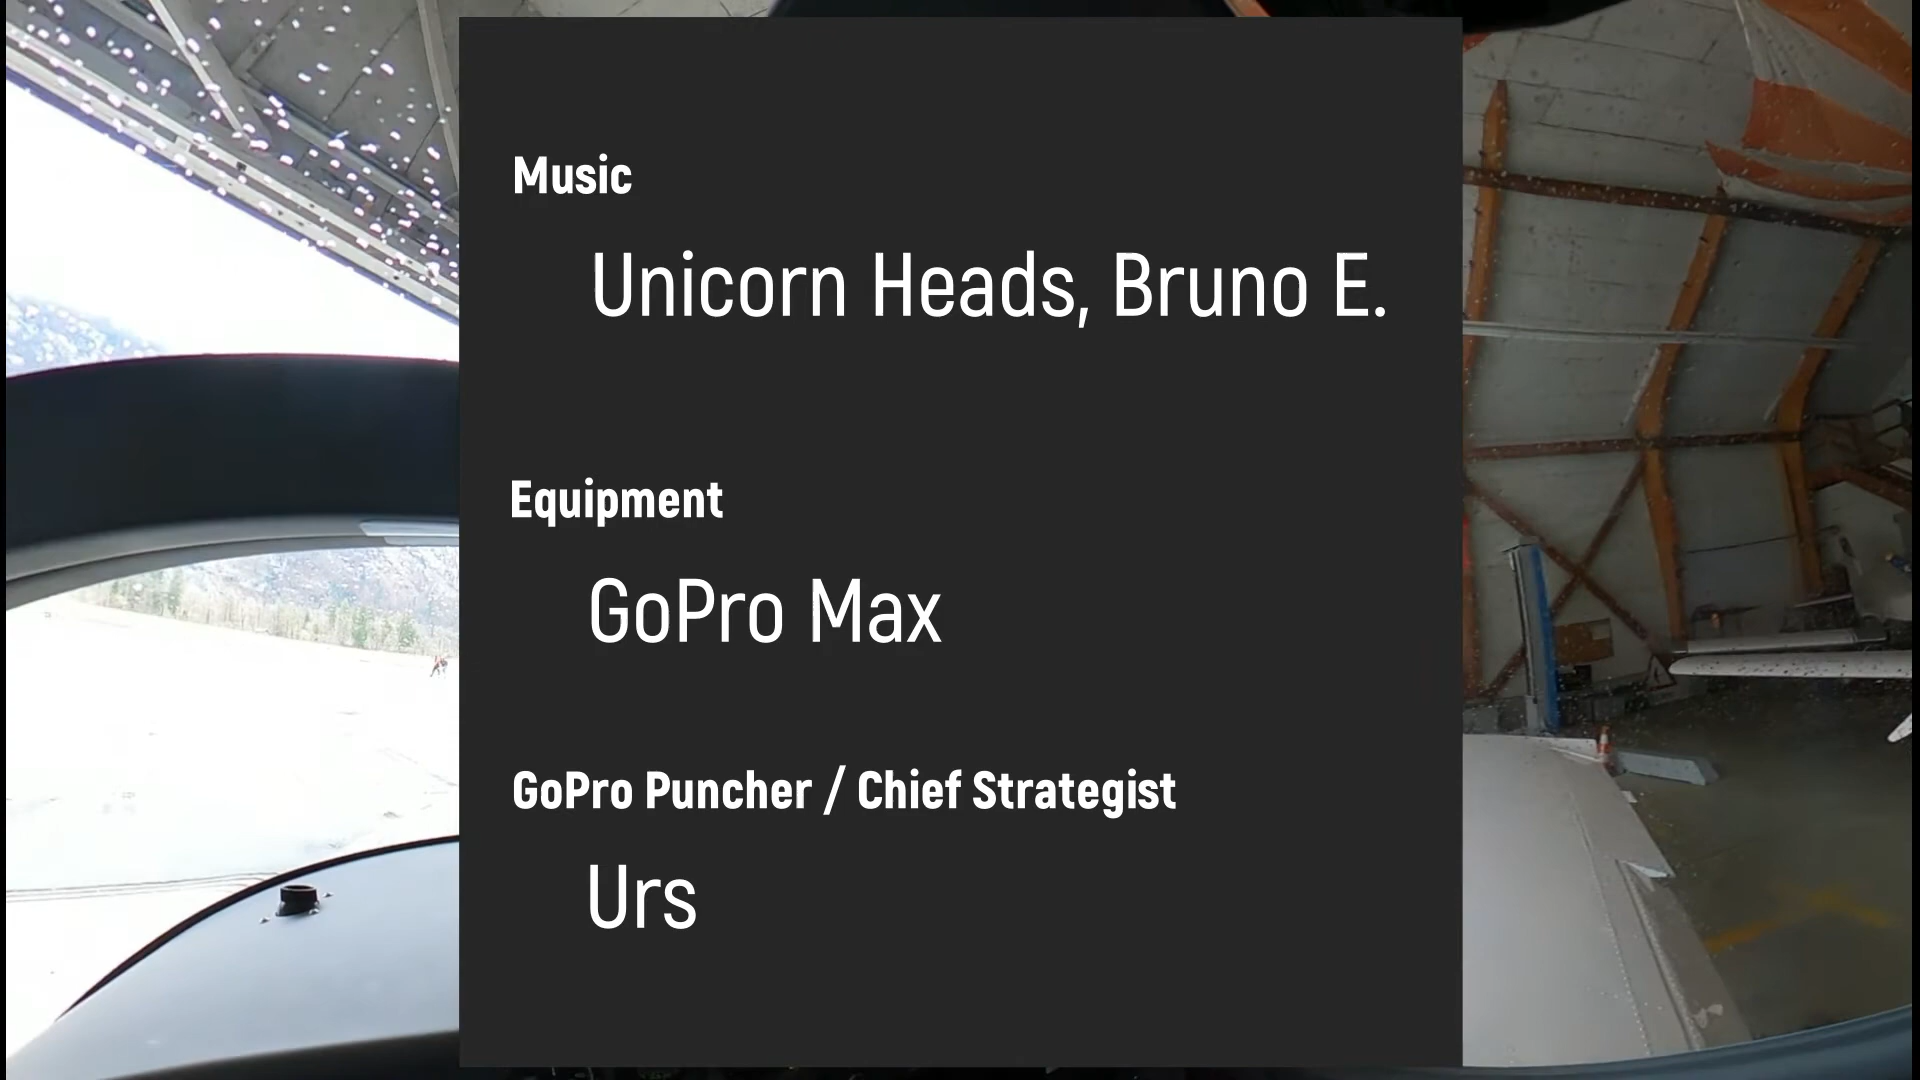 Music
Unicorn Heads, Bruno E.
Equipment
GoPro Max
GoPro Puncher / Chief Strategist
Urs